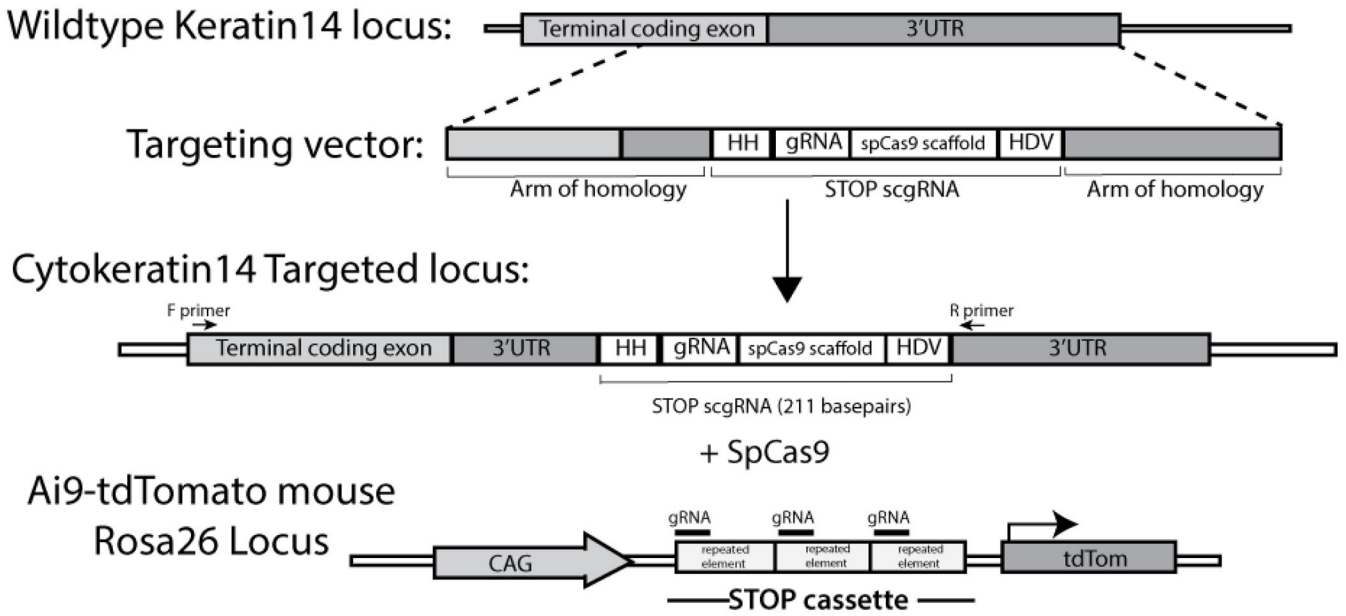 Wildtype Keratin14 locus:
Terminal coding exon
3'UTR
Targeting vector:
HH
gRNA
spCas9 scaffold
HDV
Arm of homology
STOP scgRNA
Arm of homology
Cytokeratin14 Targeted locus:
F primer
R primer
Terminal coding exon
3'UTR
HH
gRNA
spCas9 scaffold
HDV
3'UTR
STOP scgRNA (211 basepairs)
+ SpCas9
Ai9-tdTomato mouse
Rosa26 Locus
gRNA
gRNA
gRNA
CAG
repeated
element
repeated
element
repeated
element
tdTom
STOP cassette